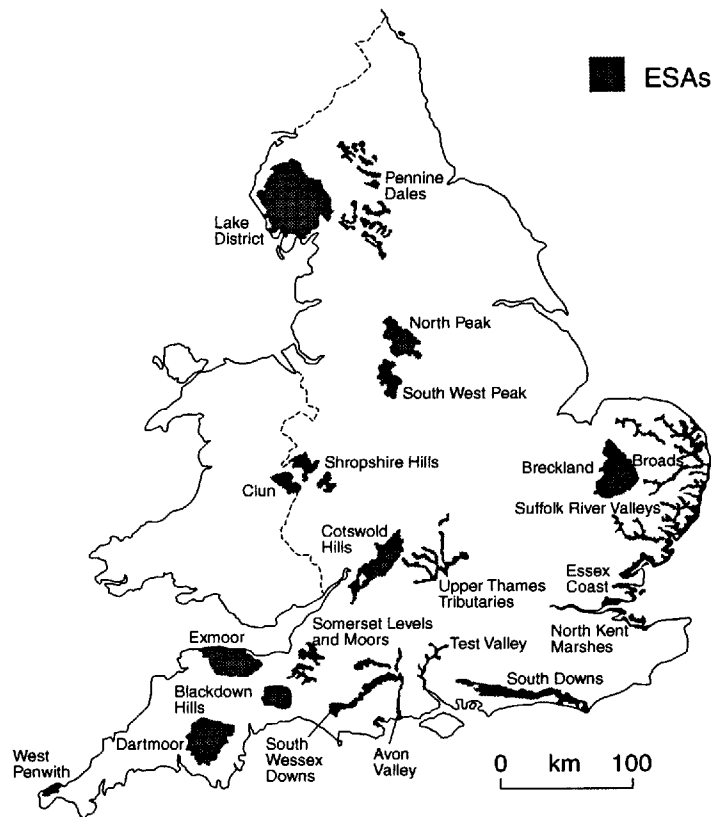 ESAs
Pennine
Dales
Lake
District
North Peak
South West Peak
Shropshire Hills
Clun
Breckland
Broads
Suffolk River Valleys
Cotswold
Hills
Upper Thames
Tributaries
Essex
Coast
North Kent
Marshes
Somerset Levels
and Moors
Exmoor
Test Valley
South Downs
Blackdown
Hills
Dartmoor
South
Wessex
Downs
Avon
Valley
West
Penwith
0 km 100